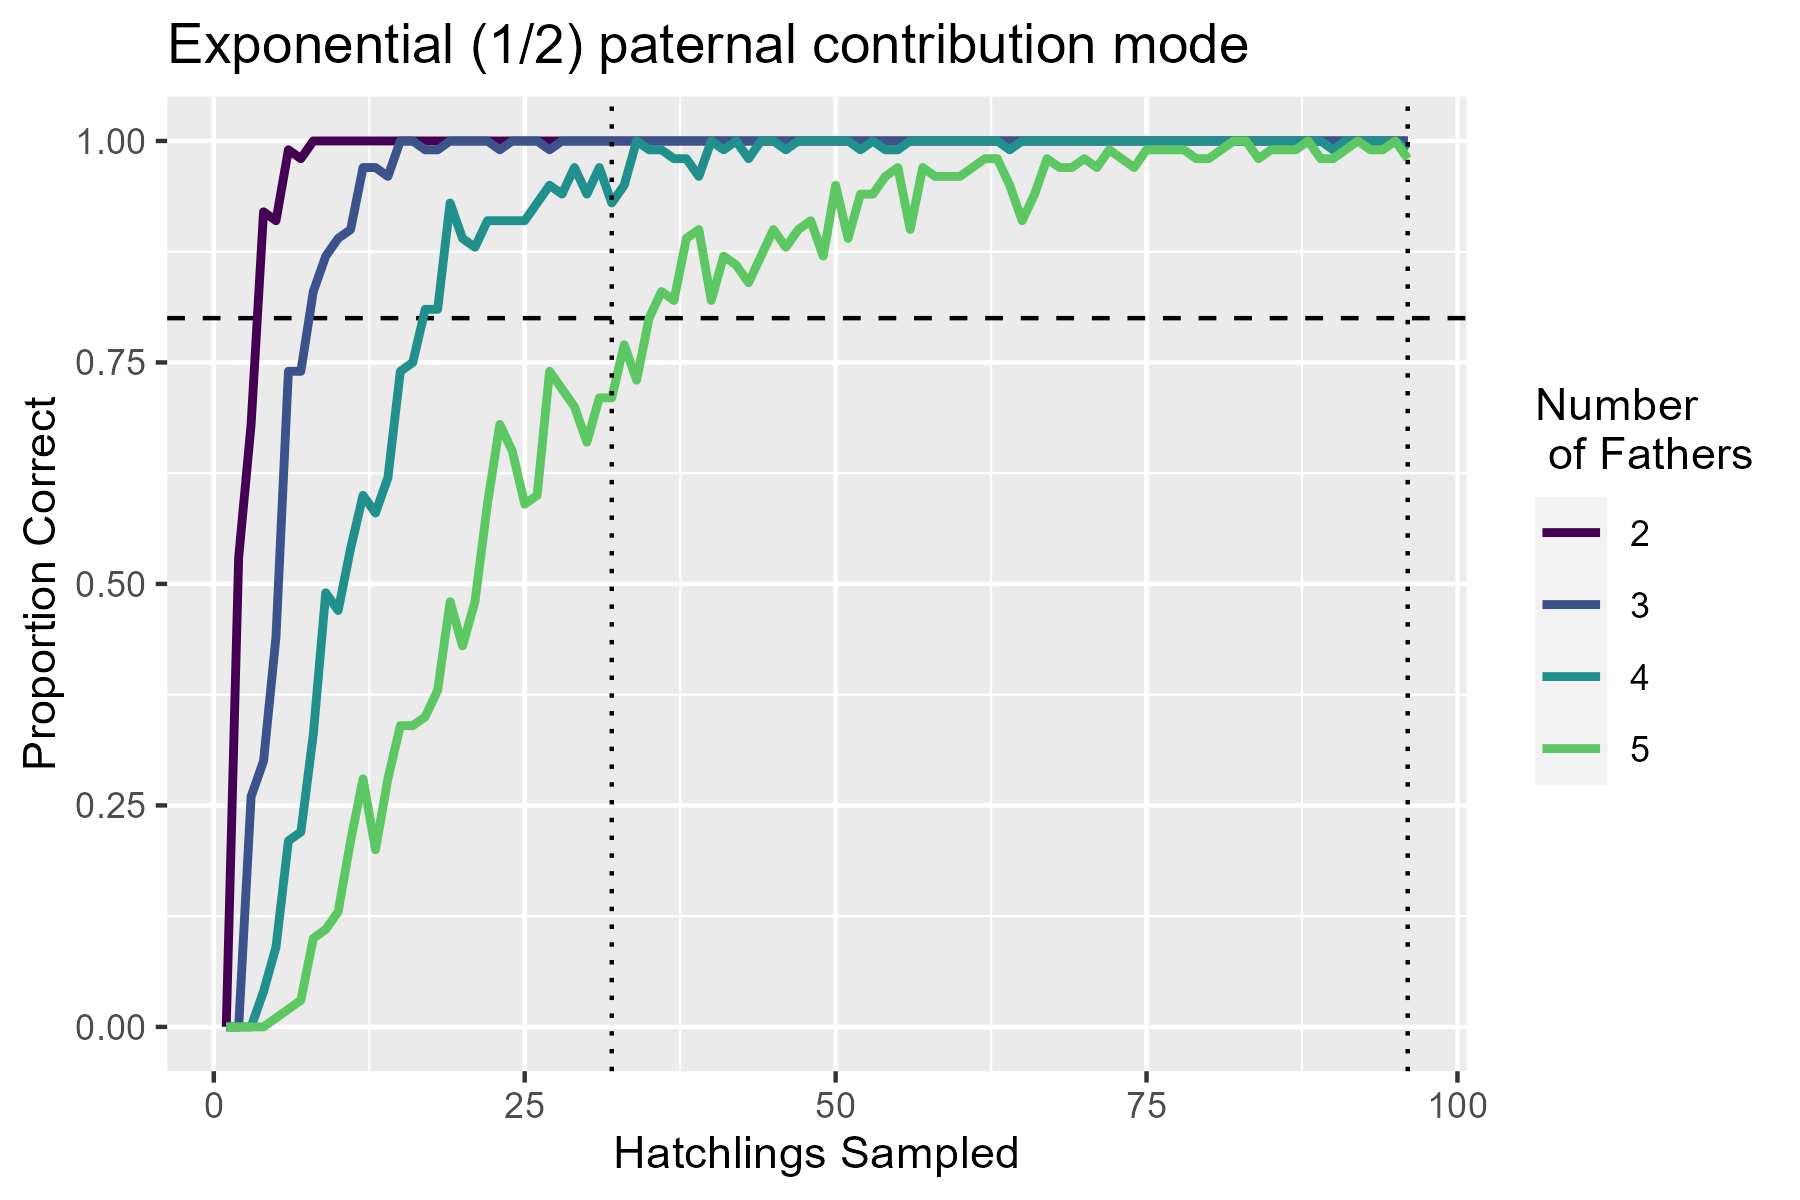 Exponential (1/2) paternal contribution mode
1.00
0.75
0.50
0.25
0.00
Proportion Correct
0 25 50 75 100
Hatchlings Sampled
Number
of Fathers
2
3
4
5